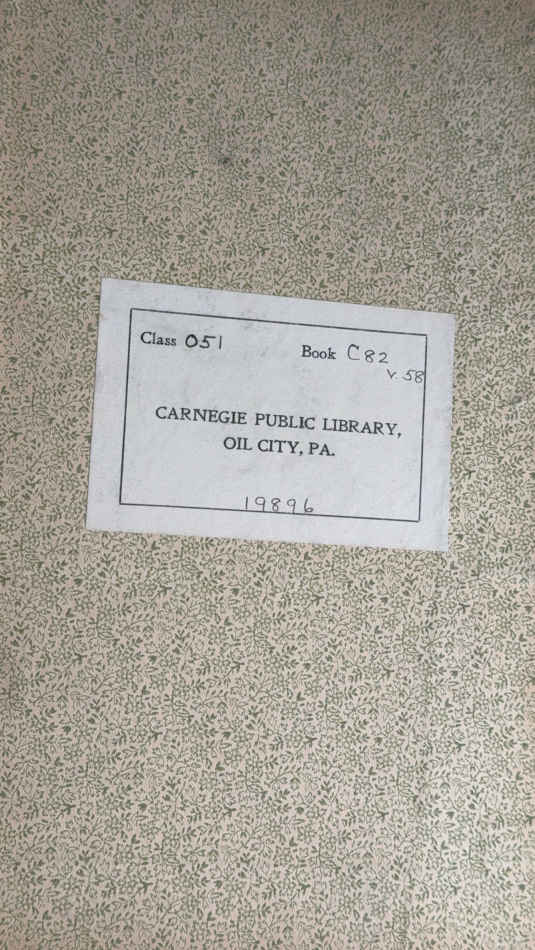 Class 051 Book C82
v. 58
CARNEGIE PUBLIC LIBRARY,
OIL CITY, PA.
19896